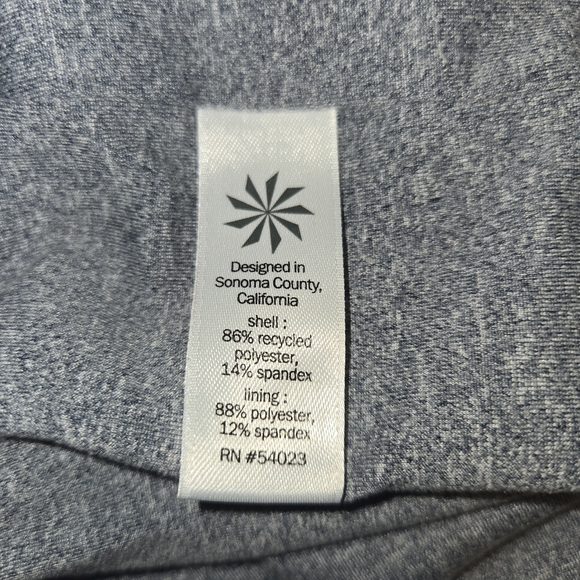 Designed in
Sonoma County,
California
shell :
86% recycled
polyester,
14% spandex
lining :
88% polyester,
12% spandex
RN #54023